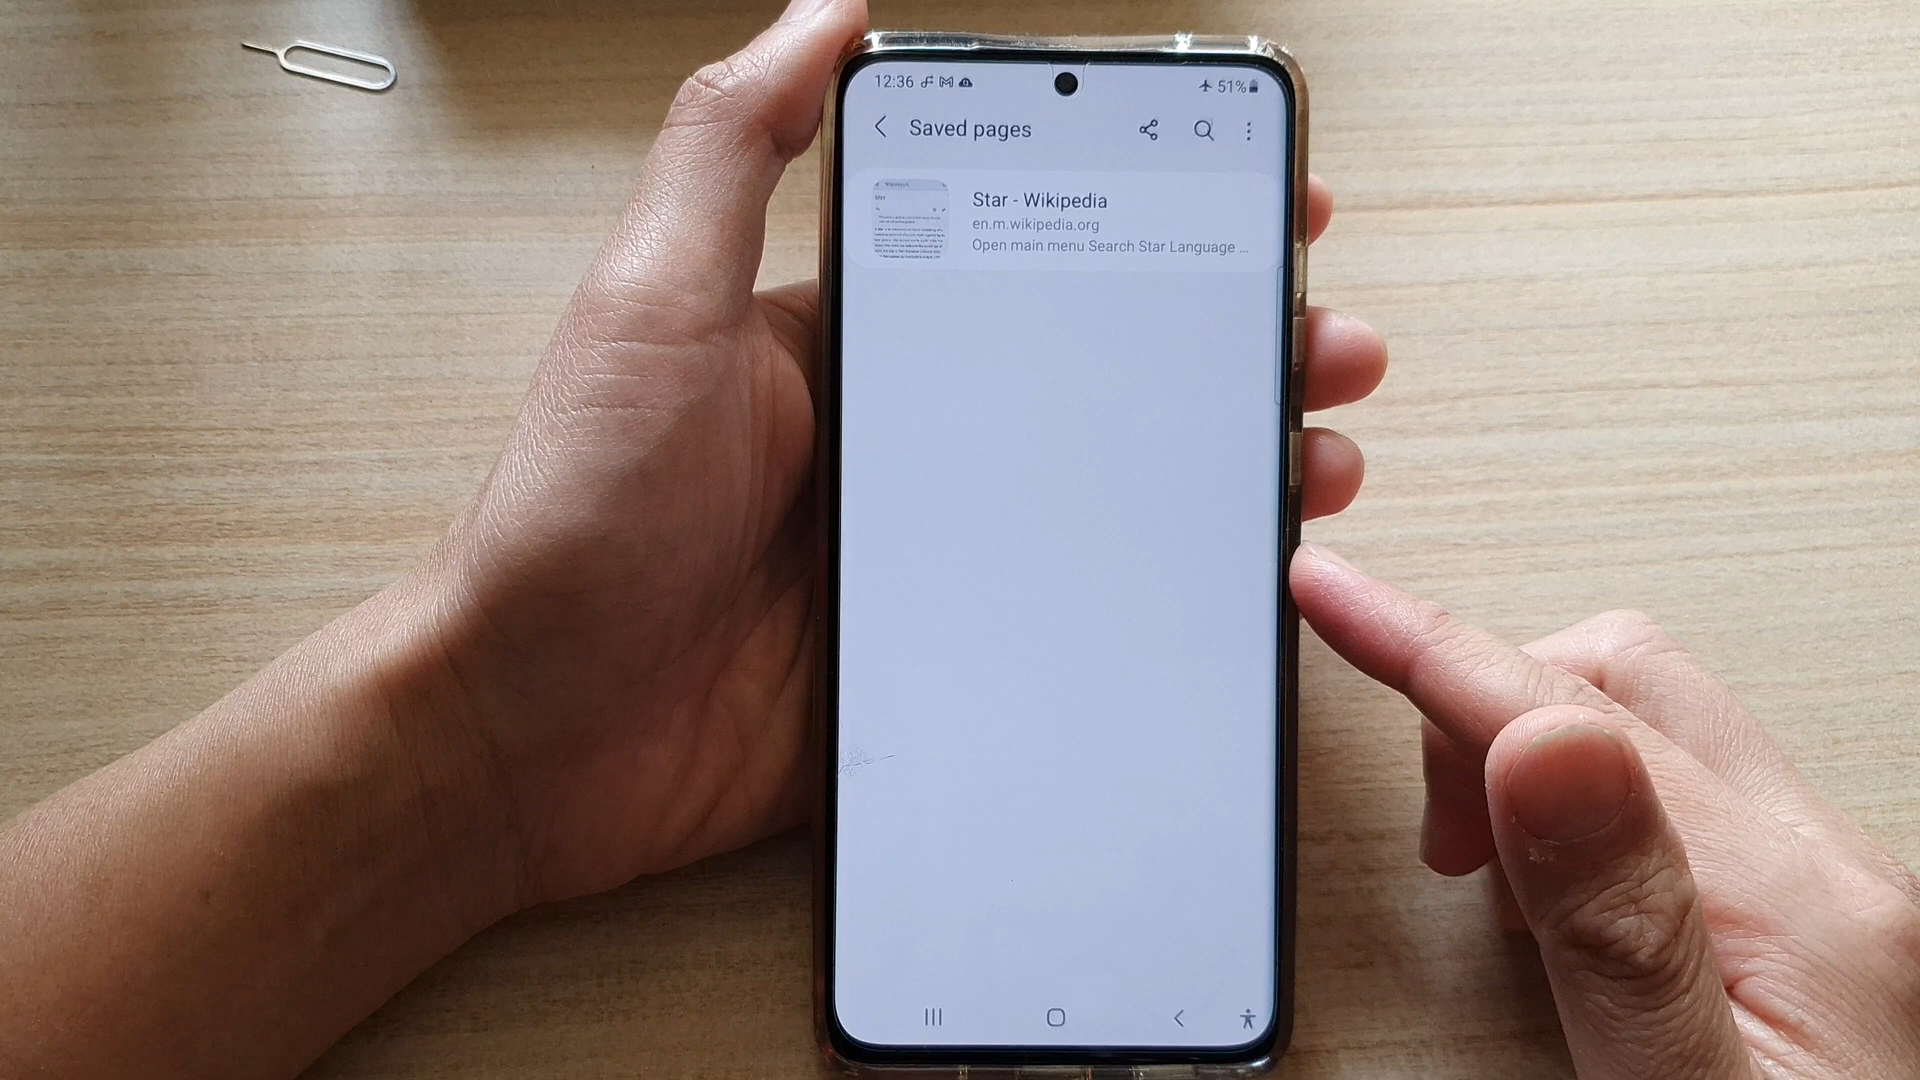 12:36
51%
Saved pages
Star - Wikipedia
en.m.wikipedia.org
Open main menu Search Star Language ...